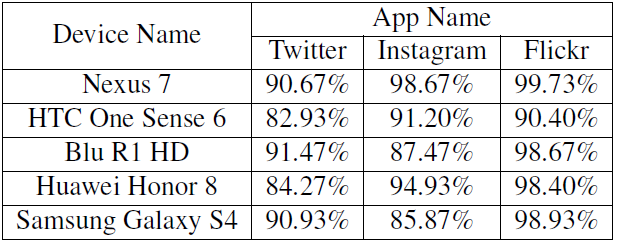 Device Name App Name
Twitter Instagram Flickr
Nexus 7 90.67% 98.67% 99.73%
HTC One Sense 6 82.93% 91.20% 90.40%
Blu R1 HD 91.47% 87.47% 98.67%
Huawei Honor 8 84.27% 94.93% 98.40%
Samsung Galaxy S4 90.93% 85.87% 98.93%